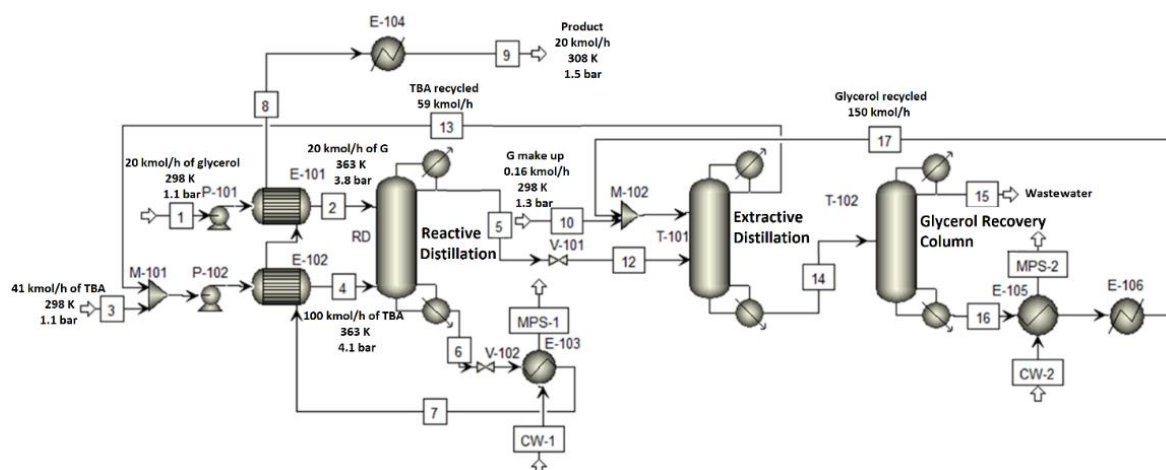 E-104
Product
20 kmol/h
308 K
1.5 bar
9
8
TBA recycled
59 kmol/h
13
Glycerol recycled
150 kmol/h
17
20 kmol/h of glycerol
298 K
1.1 bar
P-101
1
E-101
20 kmol/h of G
363 K
3.8 bar
2
RD
Reactive
Distillation
5
G make up
0.16 kmol/h
298 K
1.3 bar
10
M-102
V-101
12
T-101
Extractive
Distillation
14
T-102
15
Wastewater
Glycerol Recovery
Column
41 kmol/h of TBA
298 K
1.1 bar
3
M-101
P-102
E-102
4
100 kmol/h of TBA
363 K
4.1 bar
6
V-102
MPS-1
E-103
7
CW-1
16
MPS-2
E-105
E-106
CW-2